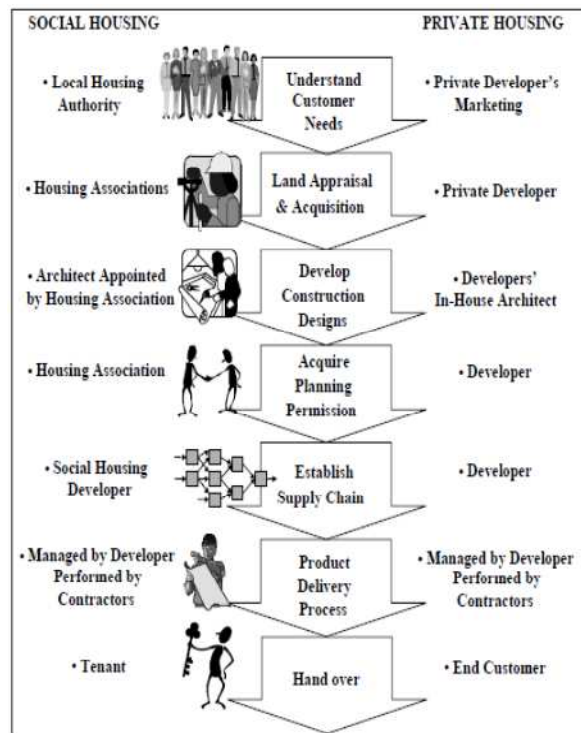 SOCIAL HOUSING
PRIVATE HOUSING
• Local Housing
Authority
Understand
Customer
Needs
• Private Developer's
Marketing
• Housing Associations
Land Appraisal
& Acquisition
• Private Developer
• Architect Appointed
by Housing Association
Develop
Construction
Designs
• Developers'
In-House Architect
• Housing Association
Acquire
Planning
Permission
• Developer
• Social Housing
Developer
Establish
Supply Chain
• Developer
• Managed by Developer
Performed by
Contractors
Product
Delivery
Process
• Managed by Developer
Performed by
Contractors
• Tenant
Hand over
• End Customer